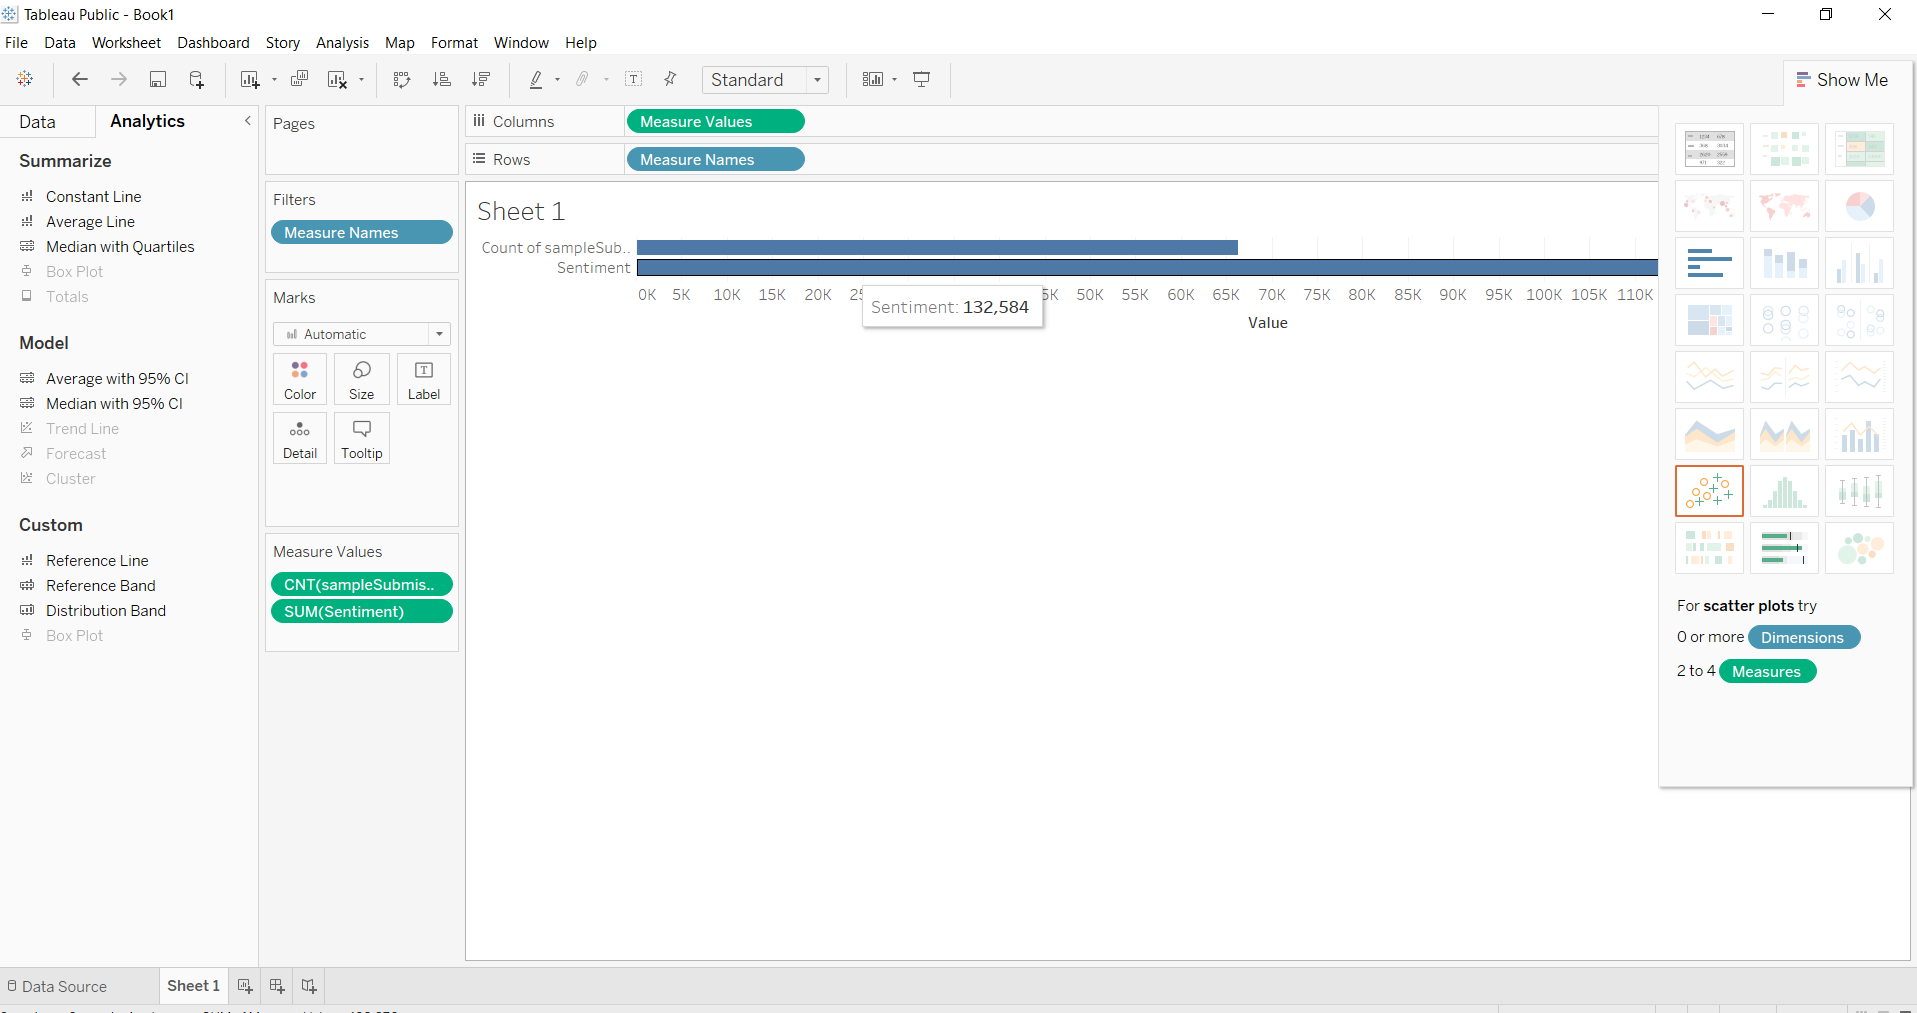 Tableau Public - Book1
File Data Worksheet Dashboard Story Analysis Map Format Window Help
Standard
Show Me
Data Analytics
Summarize
Constant Line
Average Line
Median with Quartiles
Box Plot
Totals
Model
Average with 95% CI
Median with 95% CI
Trend Line
Forecast
Cluster
Custom
Reference Line
Reference Band
Distribution Band
Box Plot
Pages
Filters
Measure Names
Marks
Automatic
Color Size Label
Detail Tooltip
Measure Values
CNT(sampleSubmis..
SUM(Sentiment)
Columns Measure Values
Rows Measure Names
Sheet 1
Count of sampleSub..
Sentiment
0K 5K 10K 15K 20K 50K 55K 60K 65K 70K 75K 80K 85K 90K 95K 100K 105K 110K
Sentiment: 132,584
Value
For scatter plots try
0 or more Dimensions
2 to 4 Measures
Data Source Sheet 1